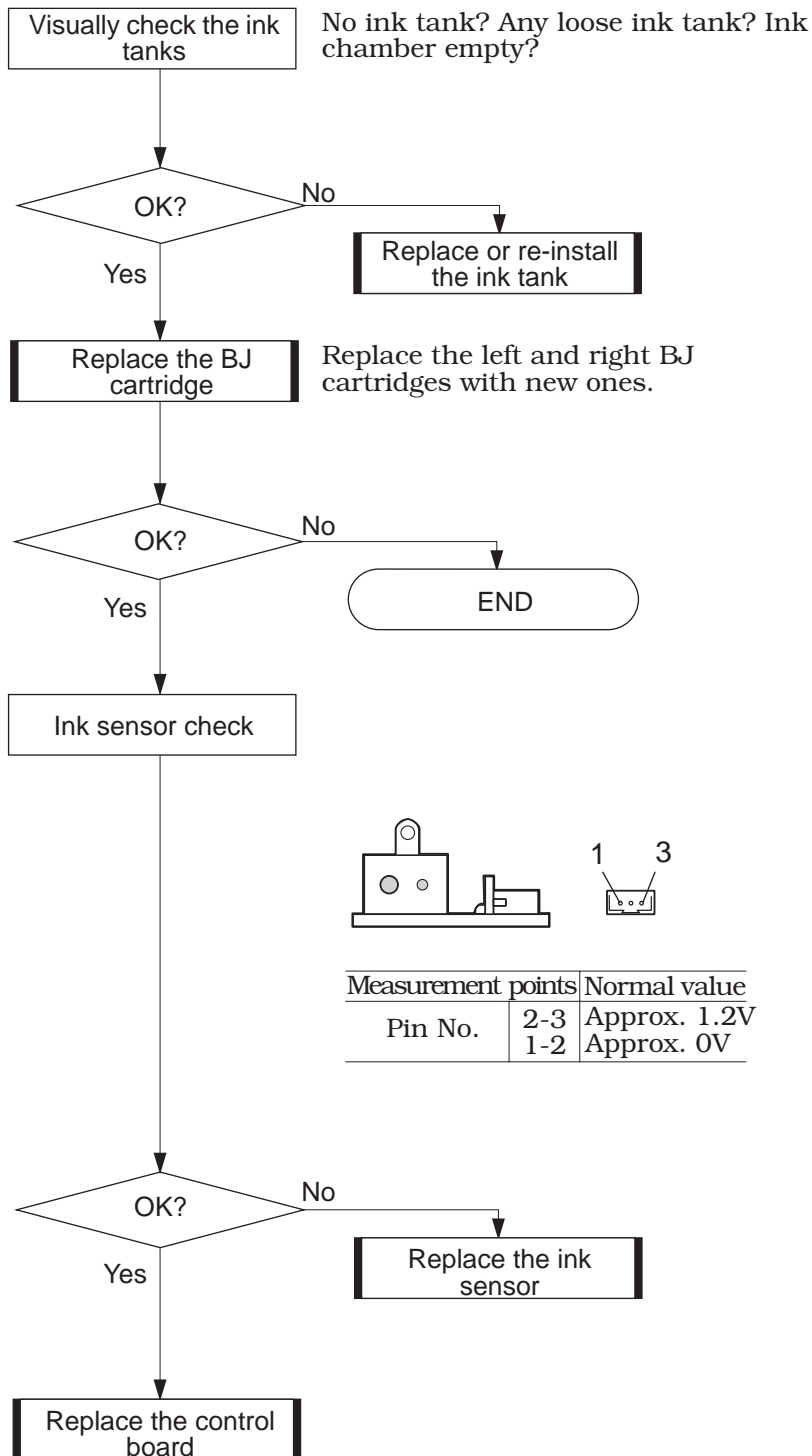 Visually check the ink
tanks
No ink tank? Any loose ink tank? Ink
chamber empty?
OK?
No
Replace or re-install
the ink tank
Yes
Replace the BJ
cartridge
Replace the left and right BJ
cartridges with new ones.
OK?
No
END
Yes
Ink sensor check
1 3
Measurement points Normal value
Pin No. 2-3 Approx. 1.2V
1-2 Approx. 0V
OK?
No
Replace the ink
sensor
Yes
Replace the control
board